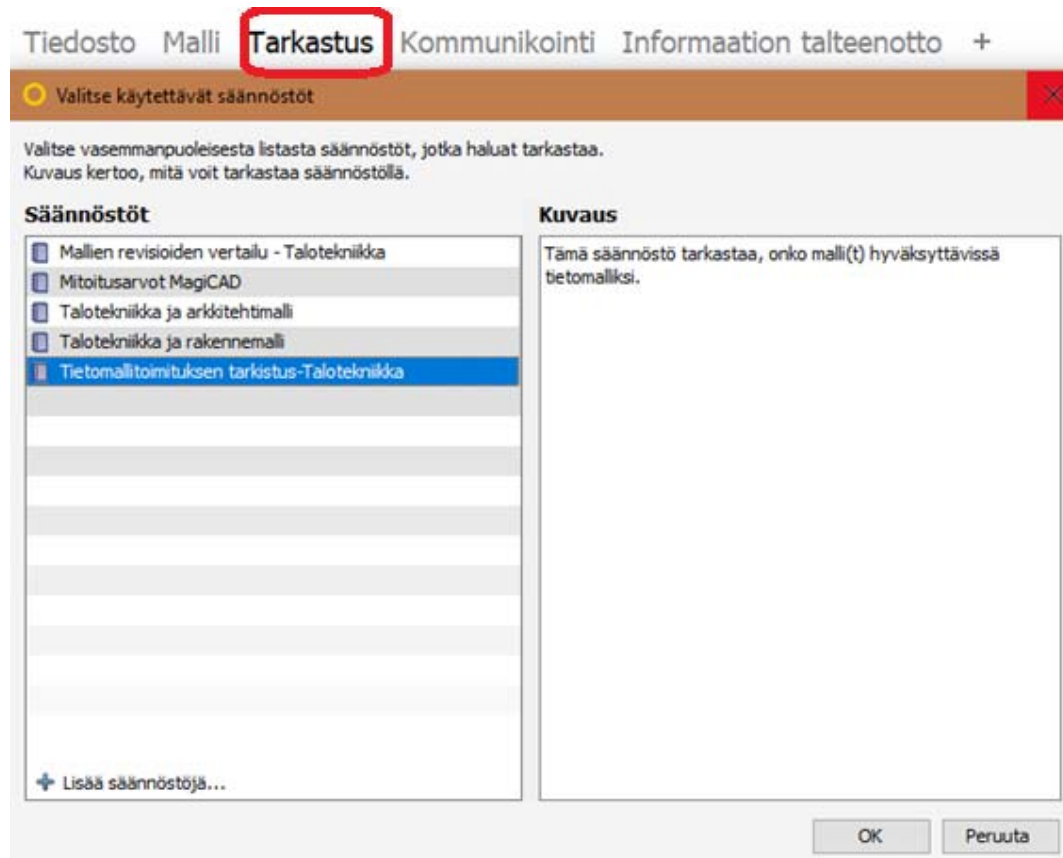 Tiedosto Malli Tarkastus Kommunikointi Informaation talteenotto +
Valitse käytettävät säännöstöt
Valitse vasemmanpuoleisesta listasta säännöstöt, jotka haluat tarkastaa.
Kuvaus kertoo, mitä voit tarkastaa säännöstöllä.
Säännöstöt
Mallien revisioiden vertailu - Talotekniikka
Mitoitusarvot MagiCAD
Talotekniikka ja arkkitehtimalli
Talotekniikka ja rakennemalli
Tietomallitoimituksen tarkistus-Talotekniikka
+ Lisää säännöstöjä...
Kuvaus
Tämä säännöstö tarkastaa, onko malli(t) hyväksyttävissä
tietomalliksi.
OK Peruuta